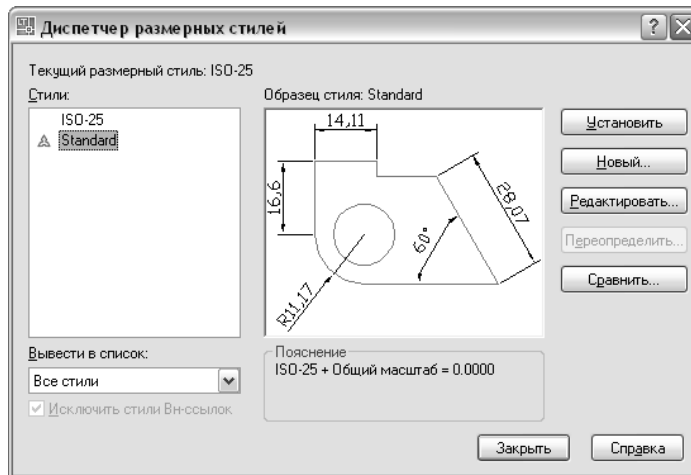 Диспетчер размерных стилей
Текущий размерный стиль: ISO-25
Стили:
ISO-25
Standard
Образец стиля: Standard
14,11
16,6
28,07
60°
R11,17
Установить
Новый...
Редактировать...
Переопределить...
Сравнить...
Вывести в список:
Все стили
Исключить стили Вн-ссылок
Пояснение
ISO-25 + Общий масштаб = 0.0000
Закрыть
Справка